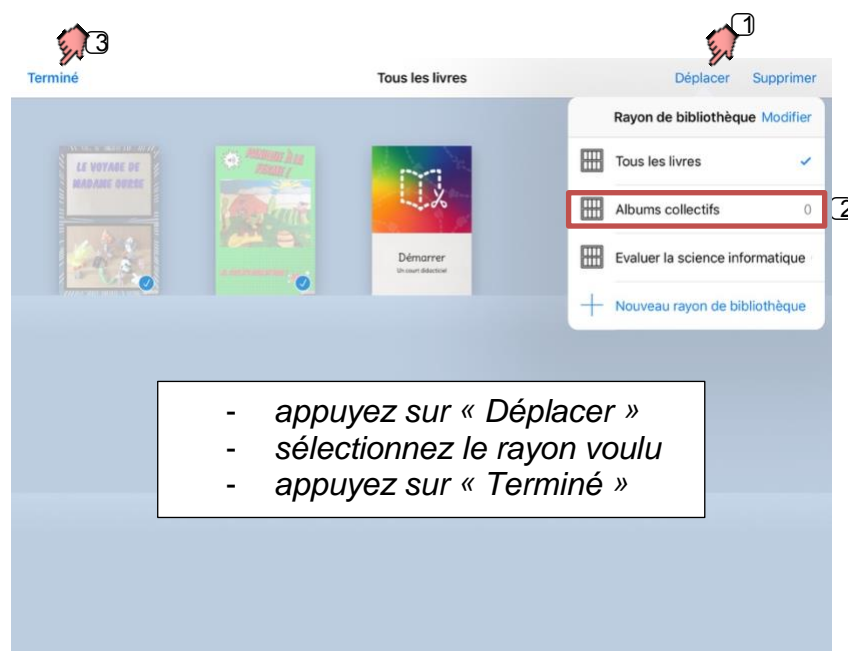 3
1
Terminé
Tous les livres
Déplacer
Supprimer
Rayon de bibliothèque Modifier
Tous les livres
Albums collectifs 0
2
Evaluer la science informatique
Nouveau rayon de bibliothèque
LE VOYAGE DE
MADAME OURSE
Démarrer
Un court didacticiel
- appuyez sur « Déplacer »
- sélectionnez le rayon voulu
- appuyez sur « Terminé »